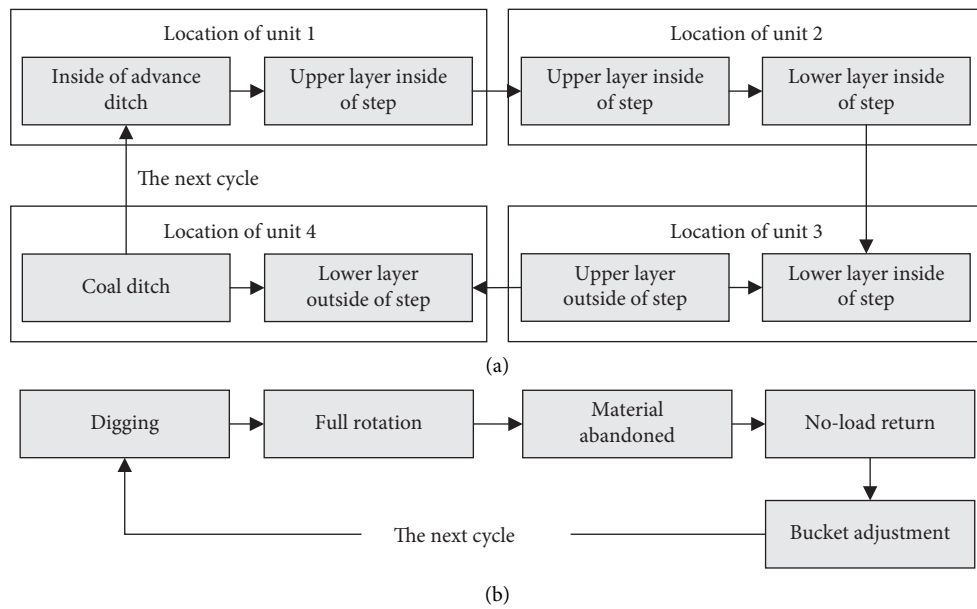 Location of unit 1
Inside of advance
ditch
Upper layer inside
of step
Location of unit 2
Upper layer inside
of step
Lower layer inside
of step
The next cycle
Location of unit 4
Coal ditch
Lower layer
outside of step
Location of unit 3
Upper layer
outside of step
Lower layer inside
of step
(a)
Digging
Full rotation
Material
abandoned
No-load return
The next cycle
Bucket adjustment
(b)